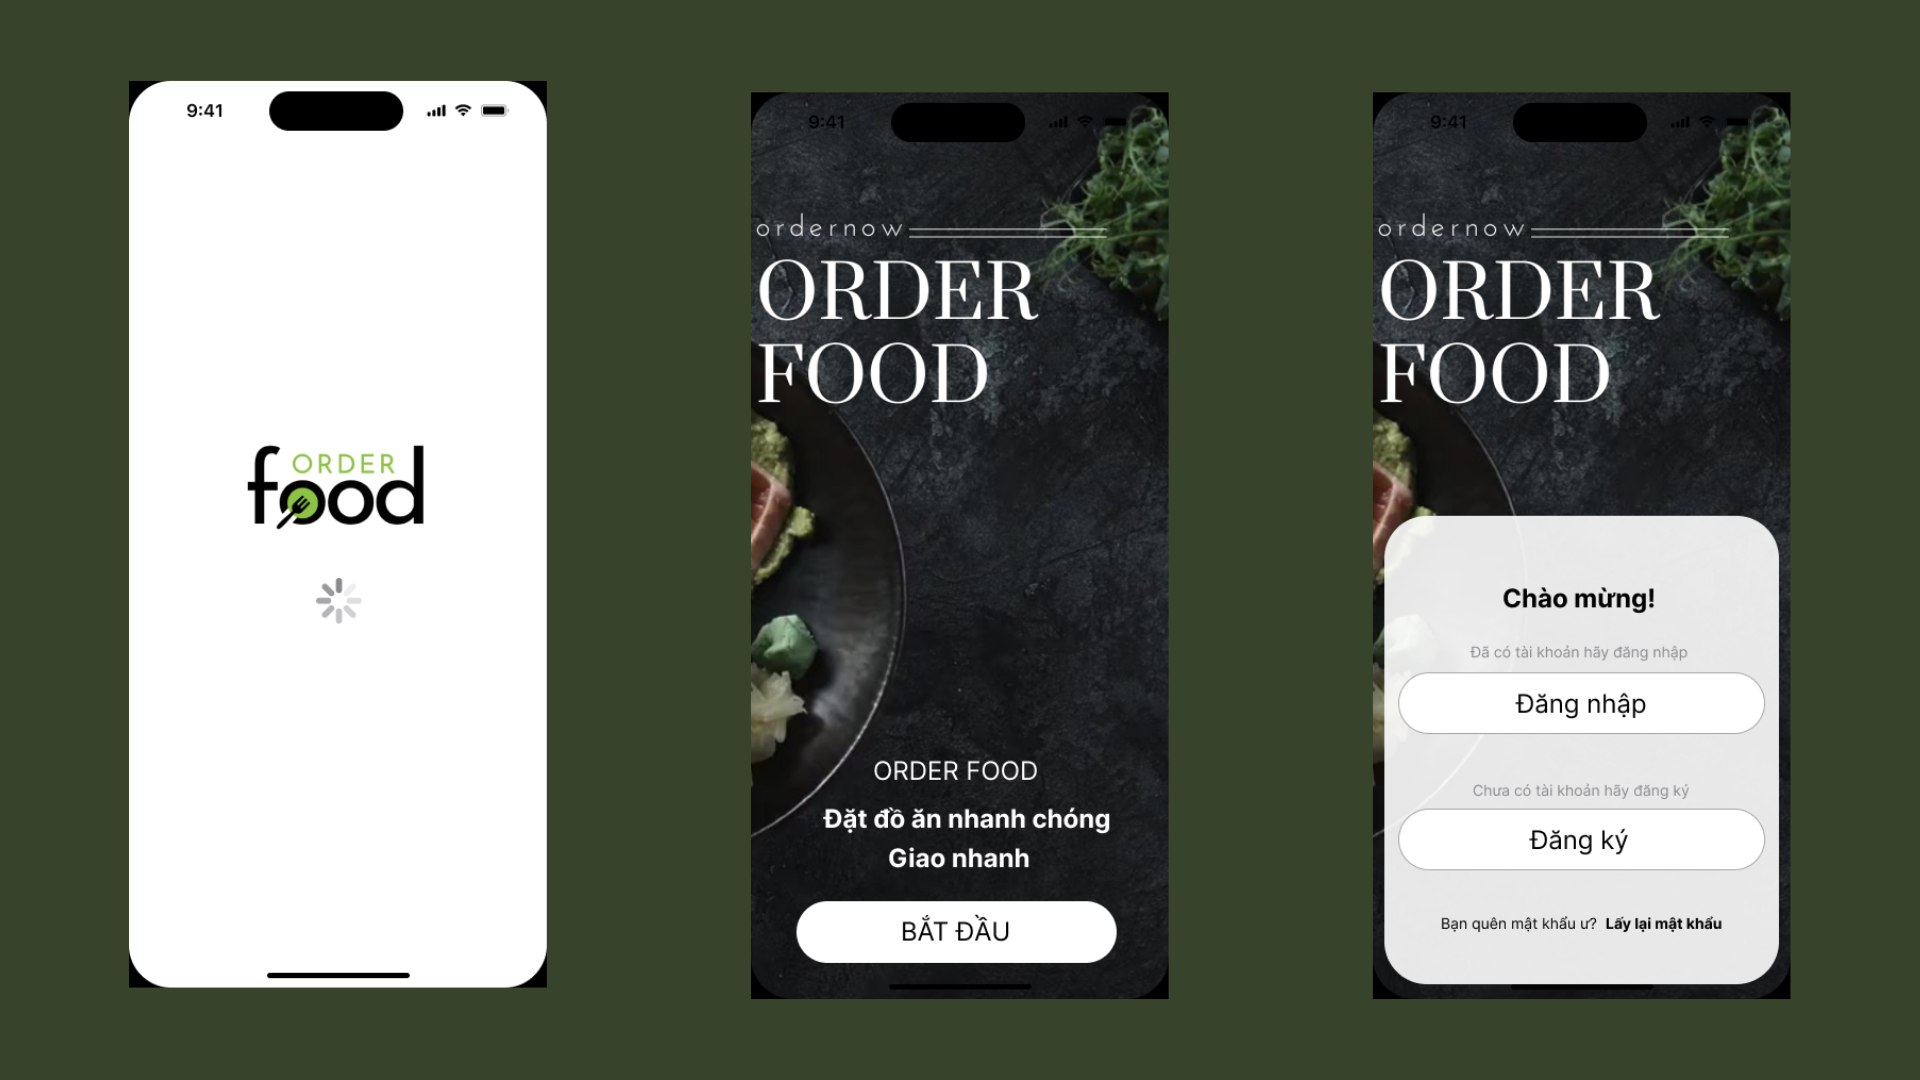 9:41
ORDER
food
9:41
ordernow
ORDER
FOOD
ORDER FOOD
Đặt đồ ăn nhanh chóng
Giao nhanh
BẮT ĐẦU
9:41
ordernow
ORDER
FOOD
Chào mừng!
Đã có tài khoản hãy đăng nhập
Đăng nhập
Chưa có tài khoản hãy đăng ký
Đăng ký
Bạn quên mật khẩu ư? Lấy lại mật khẩu